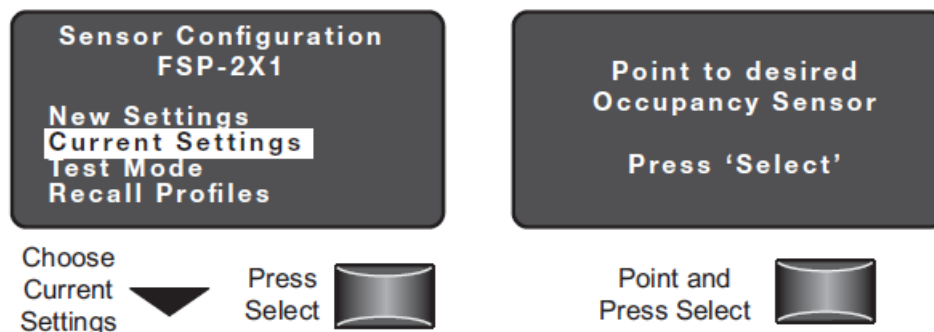 Sensor Configuration
FSP-2X1
New Settings
Current Settings
Test Mode
Recall Profiles
Choose
Current
Settings
Press
Select
Point to desired
Occupancy Sensor
Press ‘Select’
Point and
Press Select